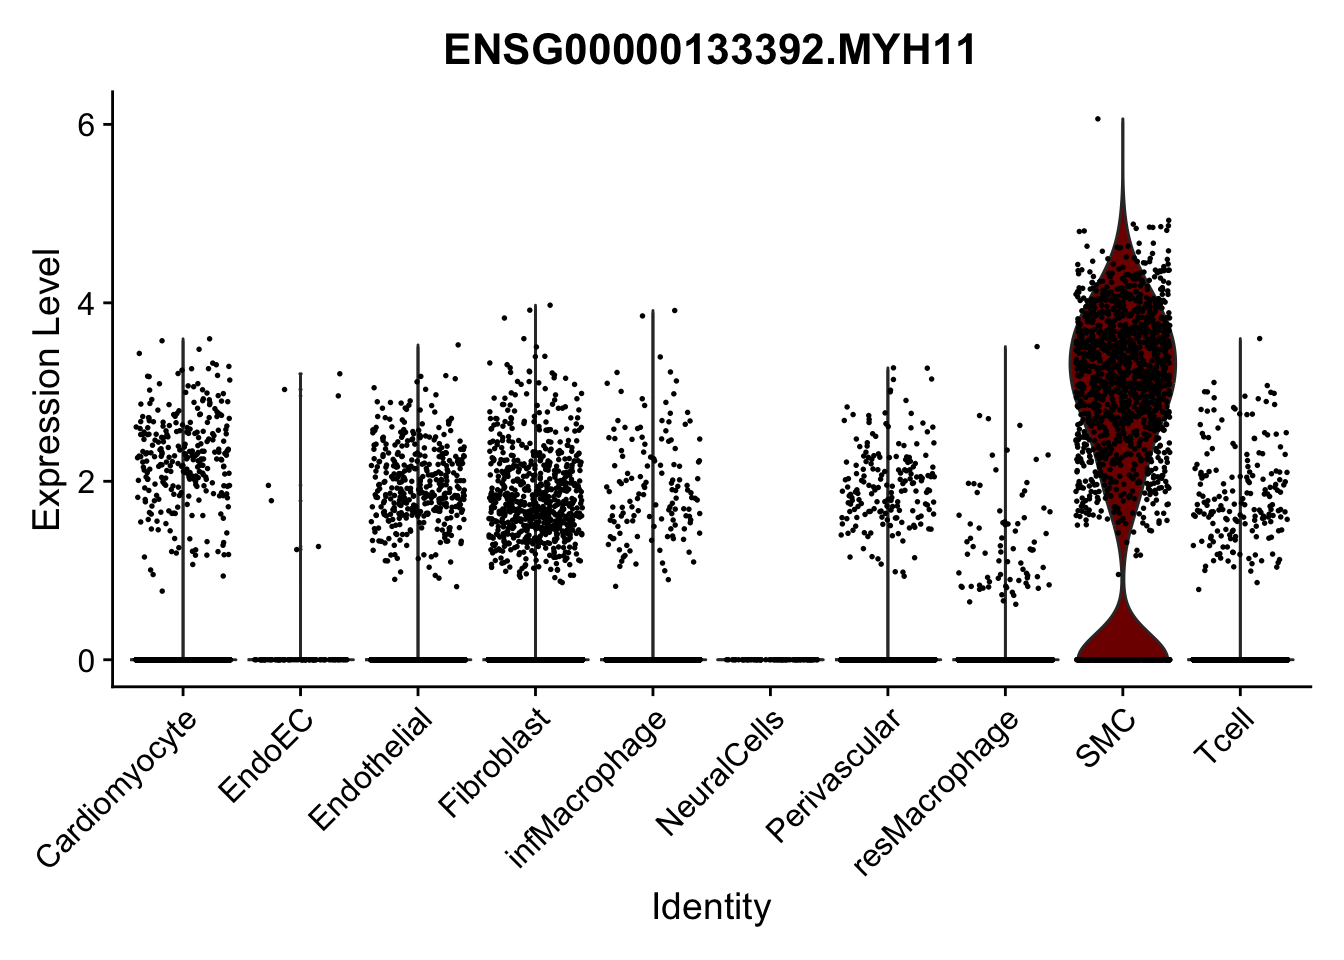 ENSG00000133392.MYH11
Expression Level
6
4
2
0
Cardiomyocyte
EndoEC
Endothelial
Fibroblast
infMacrophage
NeuralCells
Perivascular
resMacrophage
SMC
Tcell
Identity